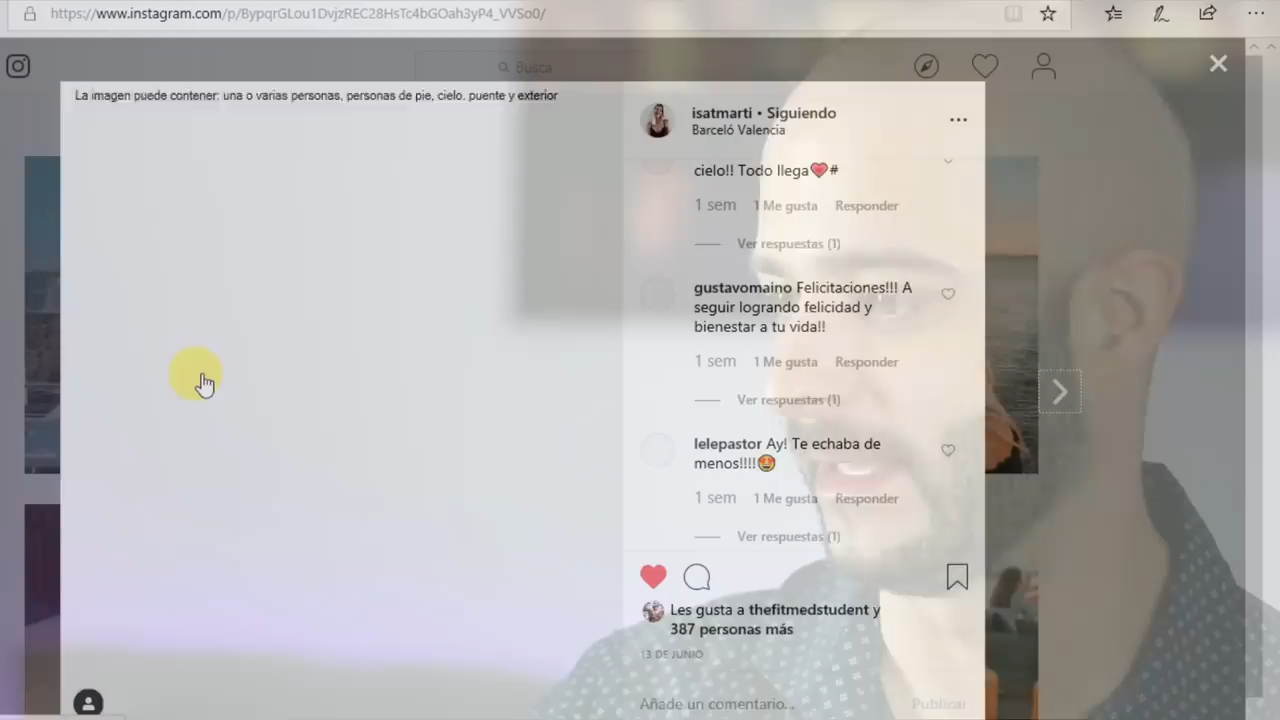 https://www.instagram.com/p/BypqrGLou1DvjzREC28HsTc4bGOah3yP4_VVSo0/
Busca
La imagen puede contener: una o varias personas, personas de pie, cielo, puente y exterior
isatmarti • Siguiendo
Barceló Valencia
cielo!! Todo llega💗#
1 sem 1 Me gusta Responder
Ver respuestas (1)
gustavomaino Felicitaciones!!! A
seguir logrando felicidad y
bienestar a tu vida!!
1 sem 1 Me gusta Responder
Ver respuestas (1)
lelepastor Ay! Te echaba de
menos!!!!🤩
1 sem 1 Me gusta Responder
Ver respuestas (1)
Les gusta a thefitmedstudent y
387 personas más
13 DE JUNIO
Añade un comentario...
Publicar